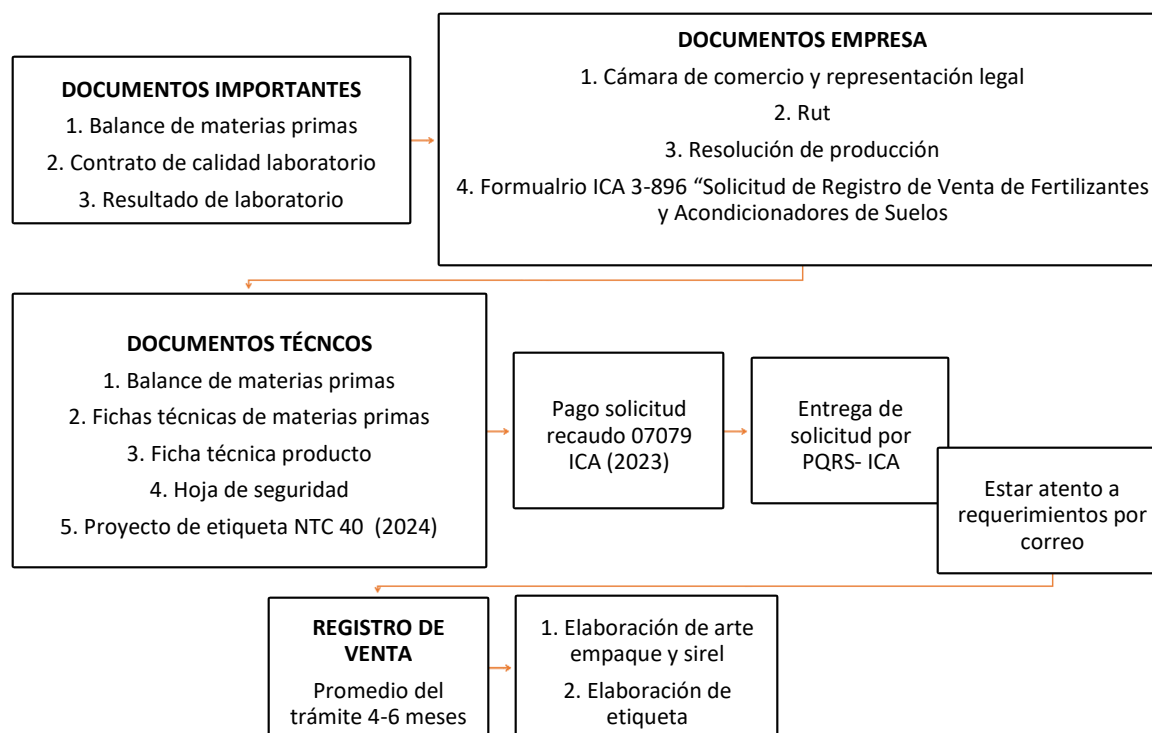 DOCUMENTOS IMPORTANTES
1. Balance de materias primas
2. Contrato de calidad laboratorio
3. Resultado de laboratorio
DOCUMENTOS EMPRESA
1. Cámara de comercio y representación legal
2. Rut
3. Resolución de producción
4. Formualrio ICA 3-896 “Solicitud de Registro de Venta de Fertilizantes
y Acondicionadores de Suelos
DOCUMENTOS TÉCNCOS
1. Balance de materias primas
2. Fichas técnicas de materias primas
3. Ficha técnica producto
4. Hoja de seguridad
5. Proyecto de etiqueta NTC 40 (2024)
Pago solicitud
recaudo 07079
ICA (2023)
Entrega de
solicitud por
PQRS- ICA
Estar atento a
requerimientos por
correo
REGISTRO DE
VENTA
Promedio del
trámite 4-6 meses
1. Elaboración de arte
empaque y sirel
2. Elaboración de
etiqueta